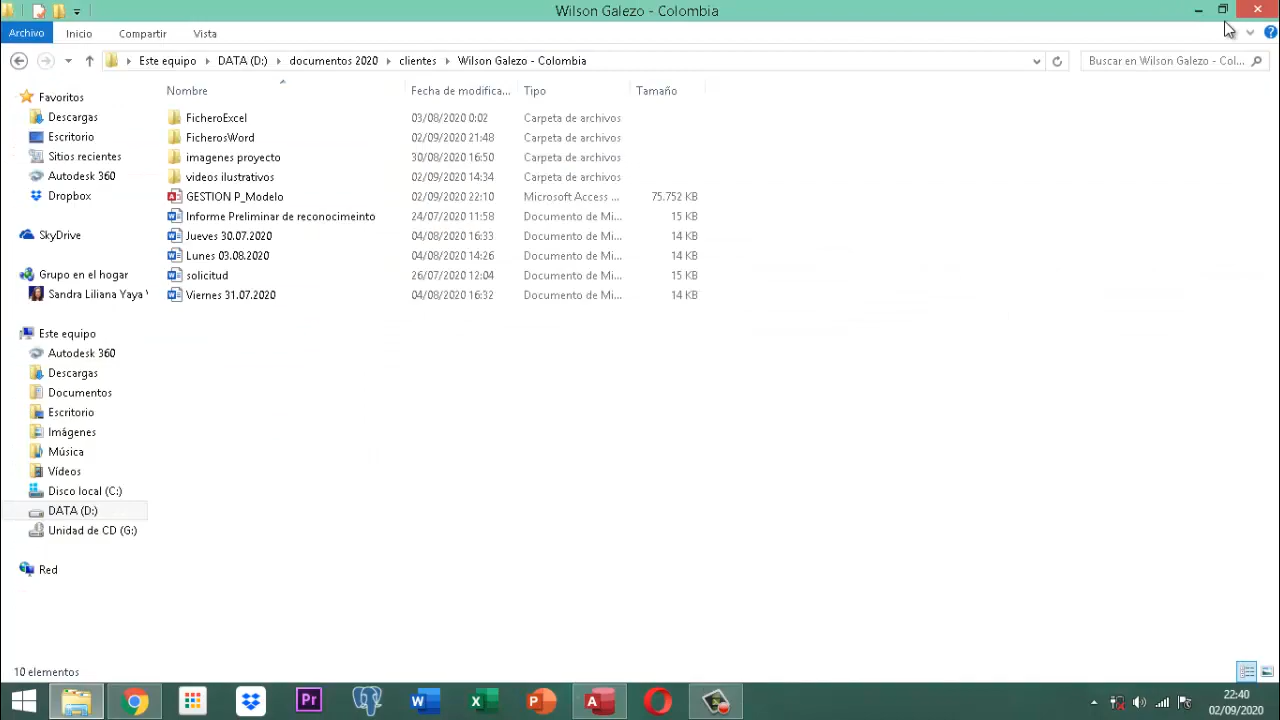 Wilson Galezo - Colombia
Archivo Inicio Compartir Vista
Este equipo DATA (D:) documentos 2020 clientes Wilson Galezo - Colombia Buscar en Wilson Galezo - Col...
Nombre Fecha de modifica... Tipo Tamaño
Favoritos
Descargas
Escritorio
Sitios recientes
Autodesk 360
Dropbox
SkyDrive
Grupo en el hogar
Sandra Liliana Yaya
Este equipo
Autodesk 360
Descargas
Documentos
Escritorio
Imágenes
Música
Vídeos
Disco local (C:)
DATA (D:)
Unidad de CD (G:)
Red
FicheroExcel 03/08/2020 0:02 Carpeta de archivos
FicherosWord 02/09/2020 21:48 Carpeta de archivos
imagenes proyecto 30/08/2020 16:50 Carpeta de archivos
videos ilustrativos 02/09/2020 14:34 Carpeta de archivos
GESTION P_Modelo 02/09/2020 22:10 Microsoft Access ... 75.752 KB
Informe Preliminar de reconocimeinto 24/07/2020 11:58 Documento de Mi... 15 KB
Jueves 30.07.2020 04/08/2020 16:33 Documento de Mi... 14 KB
Lunes 03.08.2020 04/08/2020 14:26 Documento de Mi... 14 KB
solicitud 26/07/2020 12:04 Documento de Mi... 15 KB
Viernes 31.07.2020 04/08/2020 16:32 Documento de Mi... 14 KB
10 elementos
Pr
22:40
02/09/2020